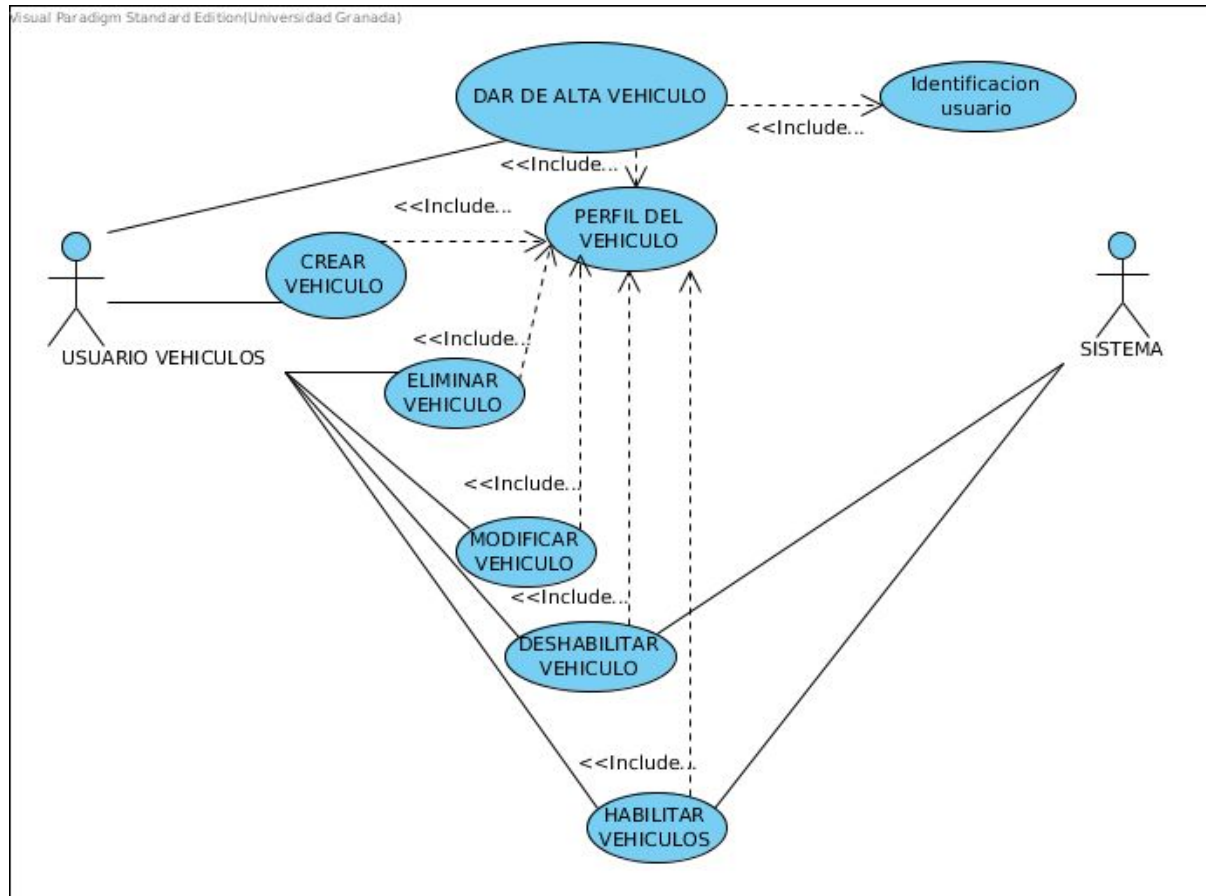 Visual Paradigm Standard Edition(Universidad Granada)
DAR DE ALTA VEHICULO
Identificacion
usuario
<<Include...
<<Include...
<<Include...
PERFIL DEL
VEHICULO
CREAR
VEHICULO
USUARIO VEHICULOS
SISTEMA
<<Include...
ELIMINAR
VEHICULO
<<Include...
MODIFICAR
VEHICULO
<<Include...
DESHABILITAR
VEHICULO
<<Include...
HABILITAR
VEHICULOS